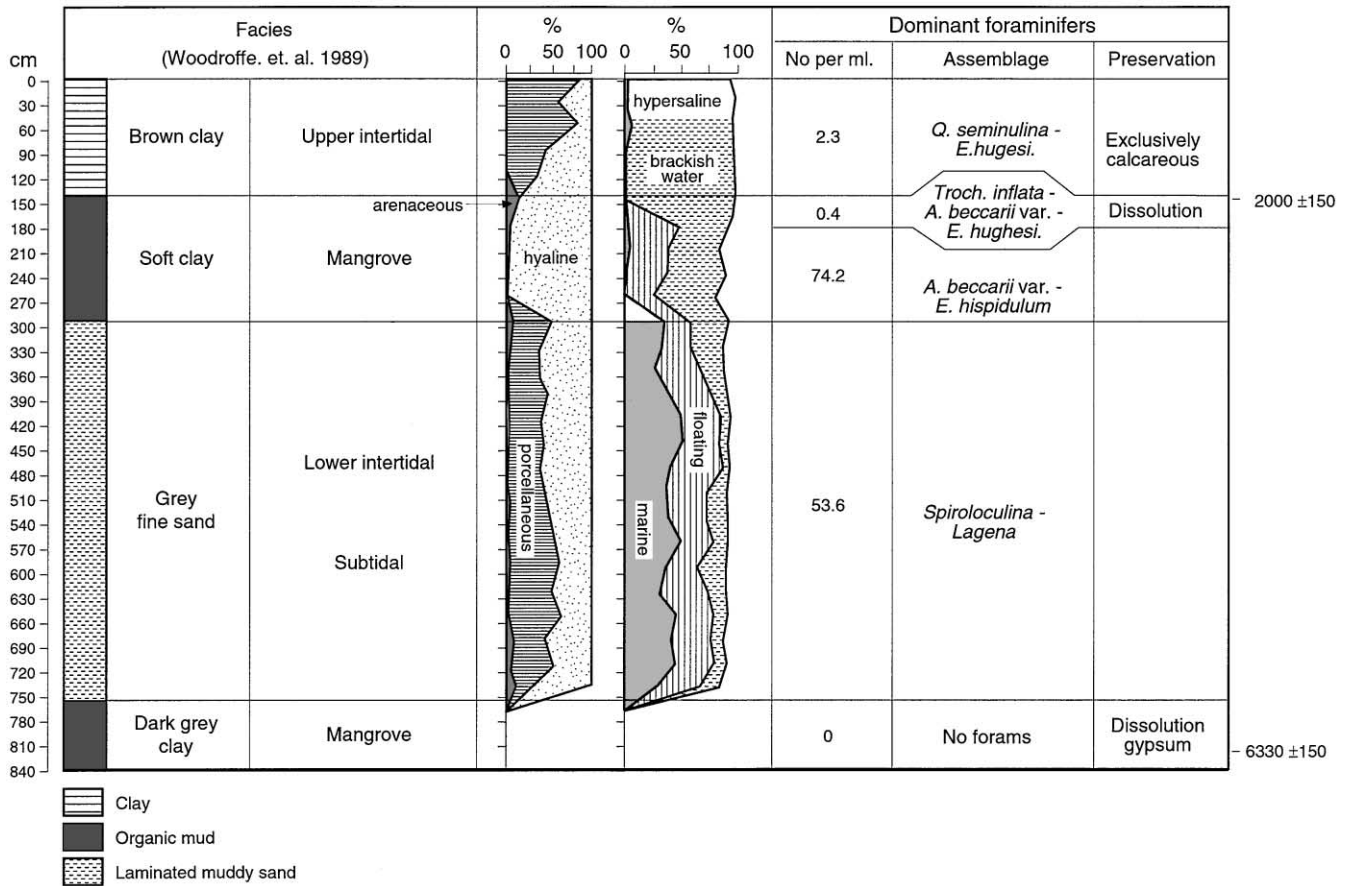 Facies
(Woodroffe. et. al. 1989)
%
%
Dominant foraminifers
cm
0 50 100
0 50 100
No per ml.
Assemblage
Preservation
0
30
60
90
120
150
180
210
240
270
300
330
360
390
420
450
480
510
540
570
600
630
660
690
720
750
780
810
840
Brown clay
Upper intertidal
hypersaline
brackish
water
2.3
Q. seminulina -
E.hugesi.
Exclusively
calcareous
arenaceous
Troch. inflata -
A. beccarii var. -
E. hughesi.
0.4
Dissolution
2000 ±150
Soft clay
Mangrove
hyaline
74.2
A. beccarii var. -
E. hispidulum
Grey
fine sand
Lower intertidal
Subtidal
porcellaneous
marine
floating
53.6
Spiroloculina -
Lagena
Dark grey
clay
Mangrove
0
No forams
Dissolution
gypsum
6330 ±150
Clay
Organic mud
Laminated muddy sand